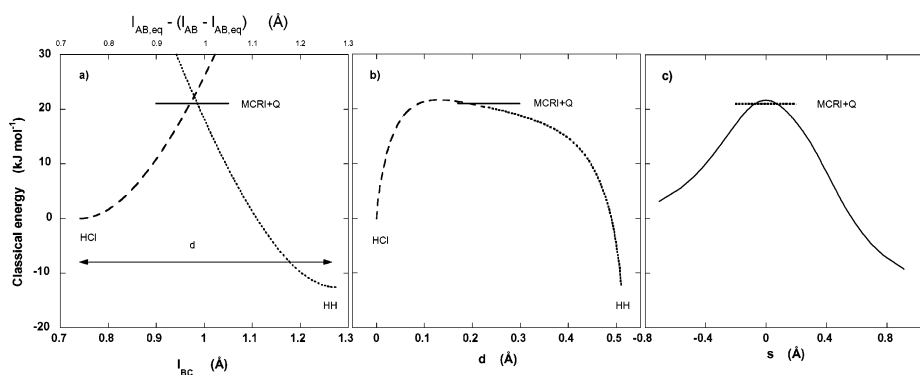 l_AB,eq - (l_AB - l_AB,eq) (Å)
0.7 0.8 0.9 1 1.1 1.2 1.3
a)
MCRI+Q
HCl
d
HH
30
20
10
0
-10
-20
Classical energy (kJ mol⁻¹)
0.7 0.8 0.9 1.0 1.1 1.2 1.3
l_BC (Å)
b)
MCRI+Q
HCl
HH
0 0.1 0.2 0.3 0.4 0.5
d (Å)
c)
MCRI+Q
-0.8 -0.4 0 0.4 0.8
s (Å)